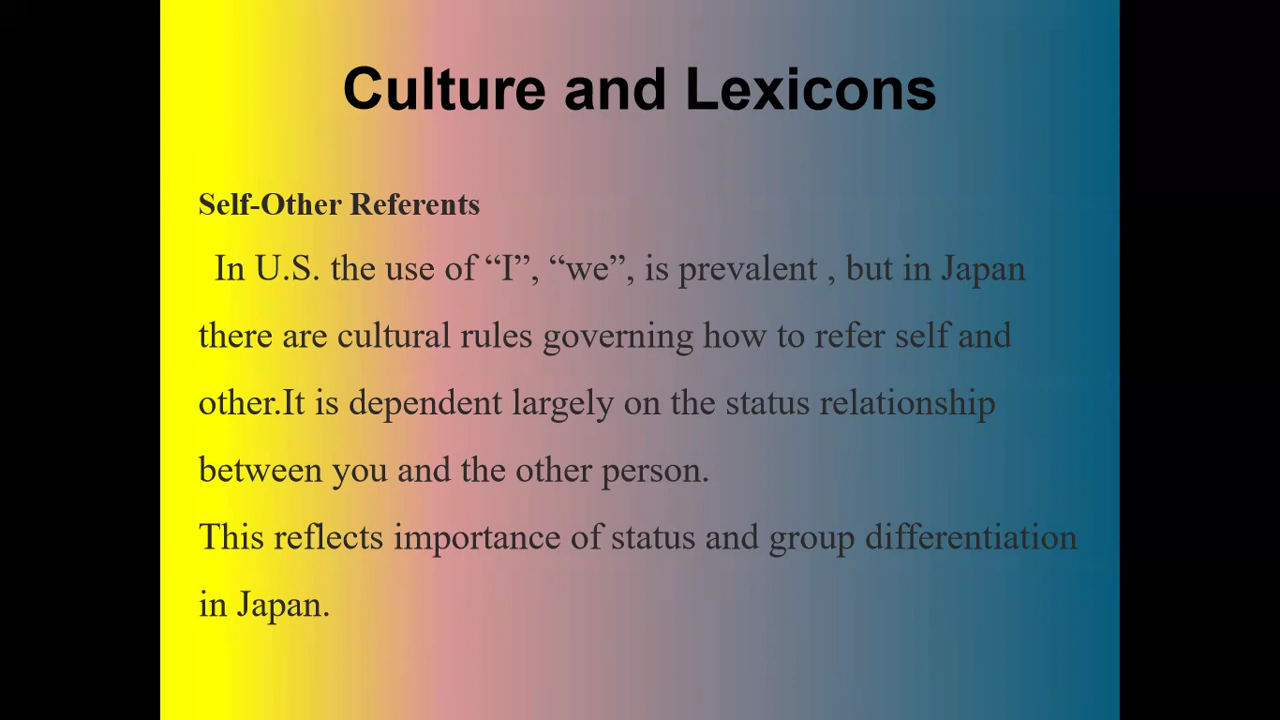 Culture and Lexicons
Self-Other Referents
In U.S. the use of “I”, “we”, is prevalent , but in Japan
there are cultural rules governing how to refer self and
other.It is dependent largely on the status relationship
between you and the other person.
This reflects importance of status and group differentiation
in Japan.